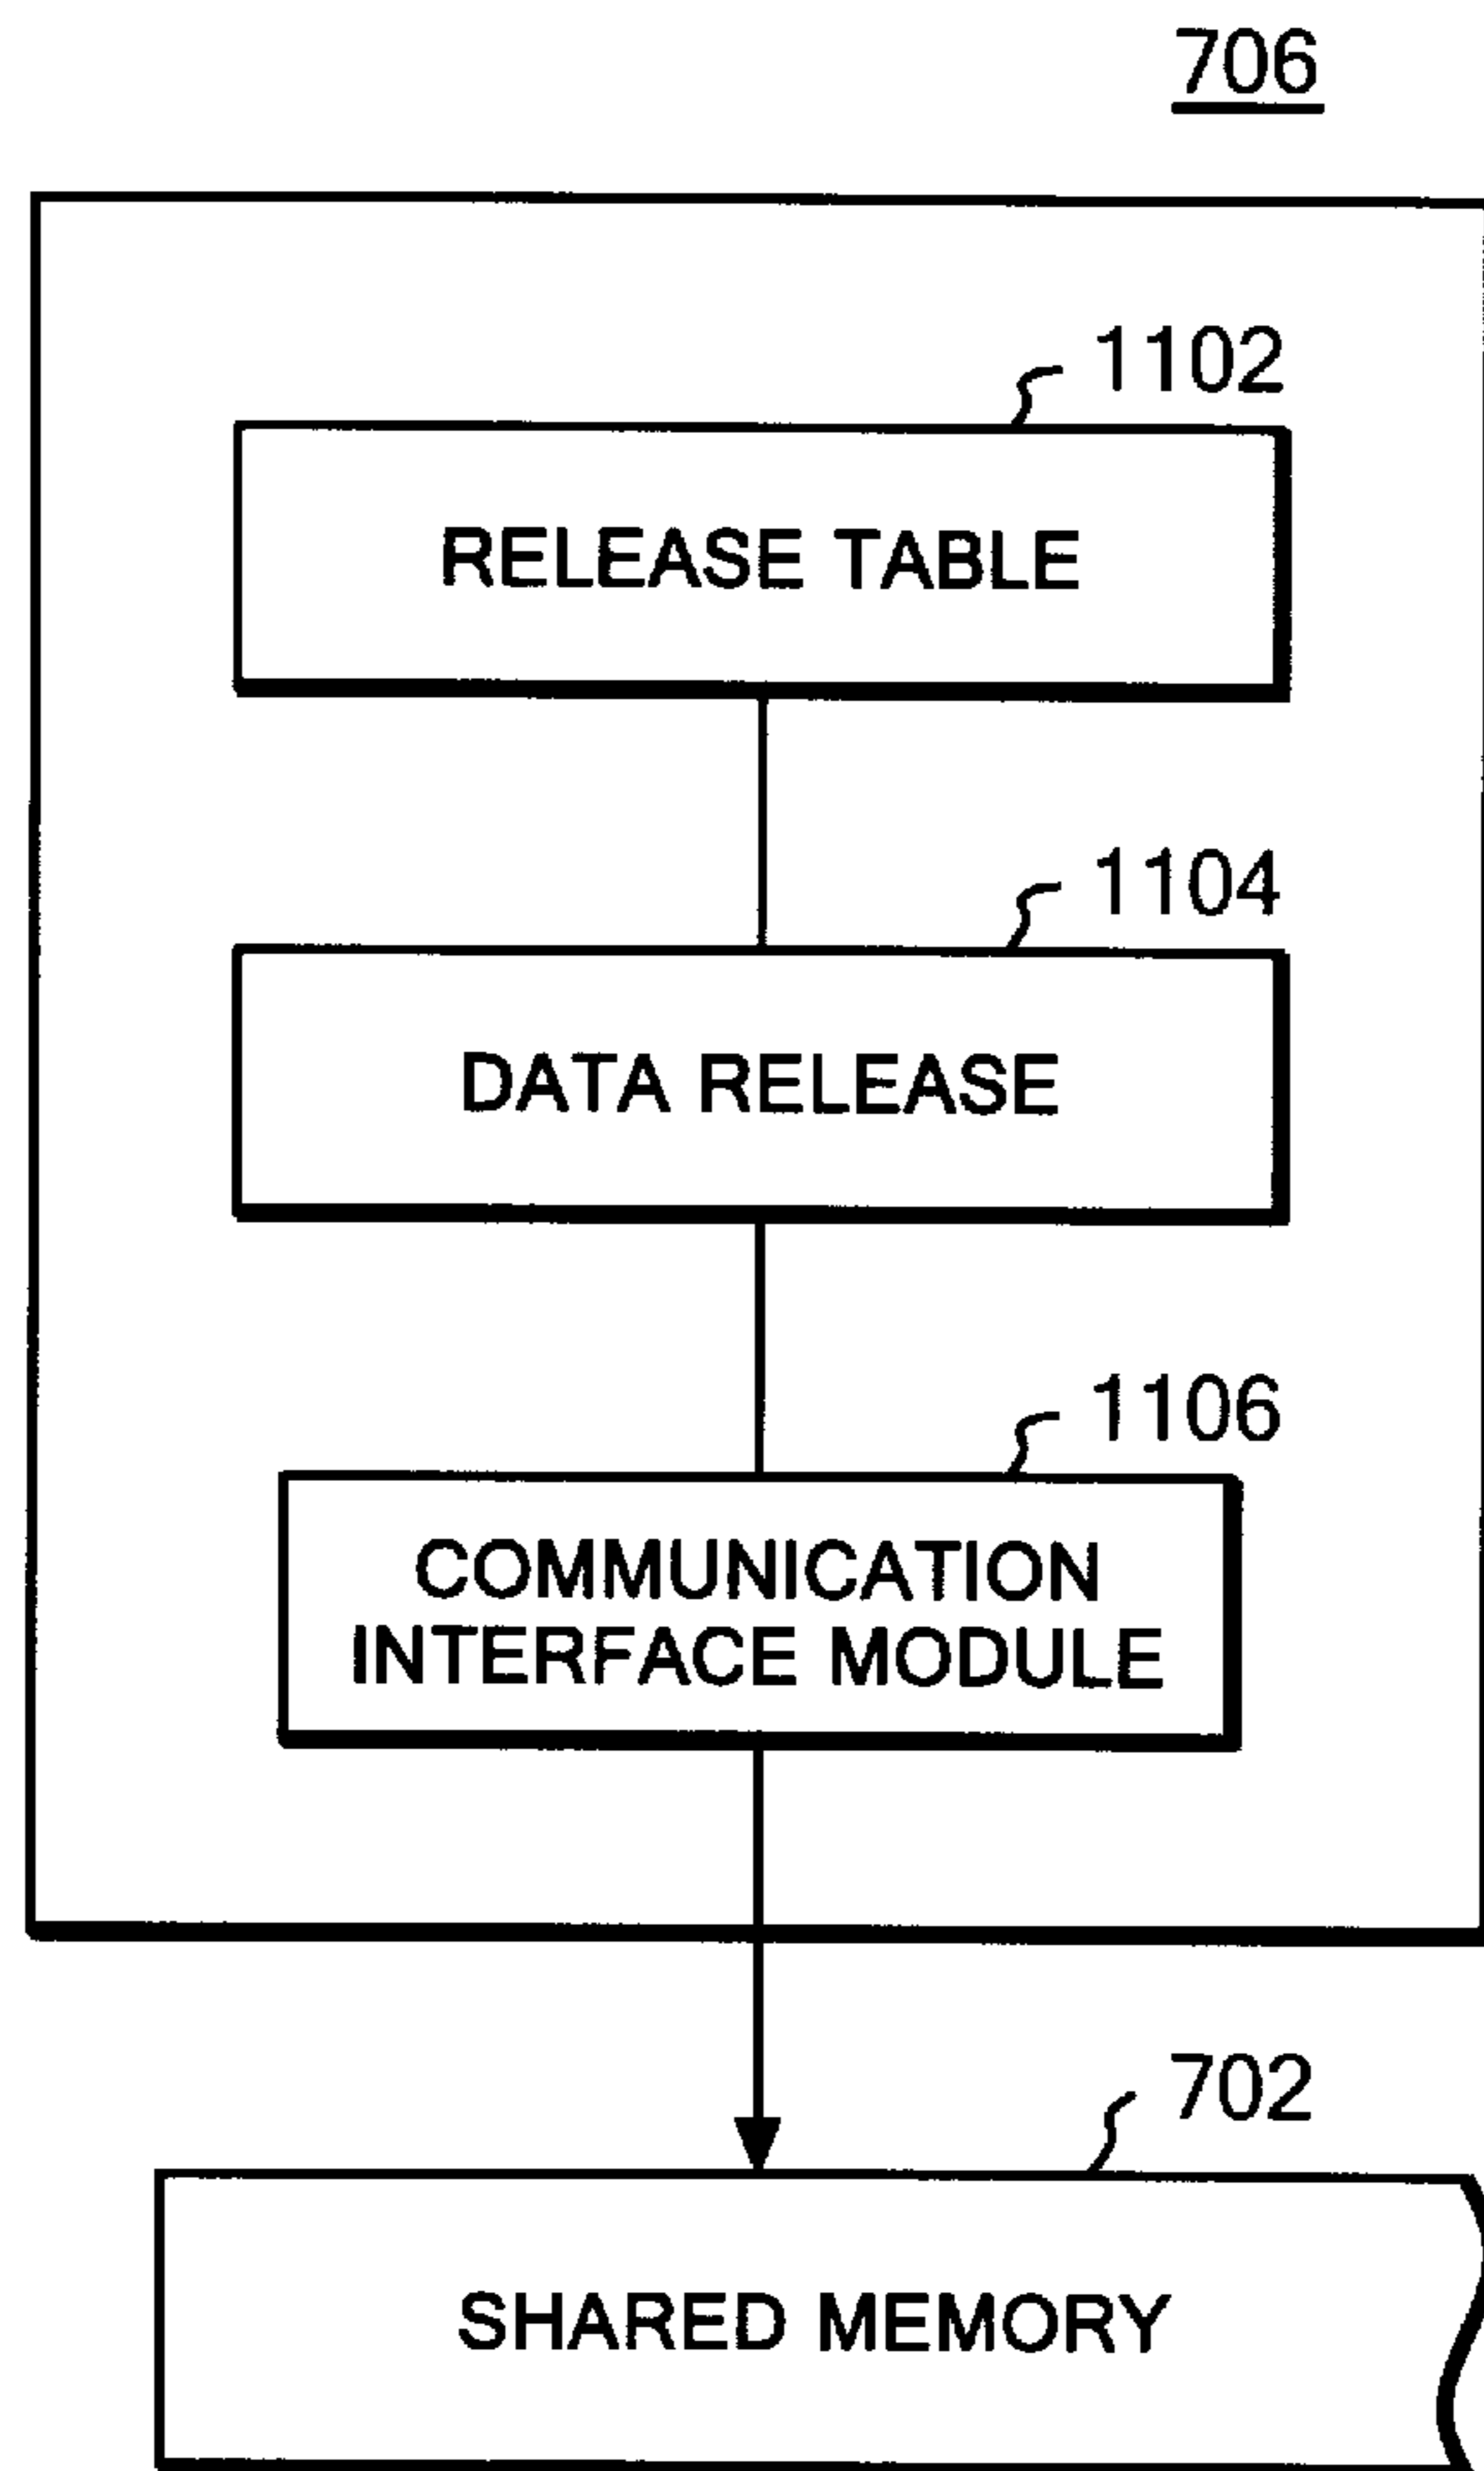 706
1102
RELEASE TABLE
1104
DATA RELEASE
1106
COMMUNICATION
INTERFACE MODULE
702
SHARED MEMORY